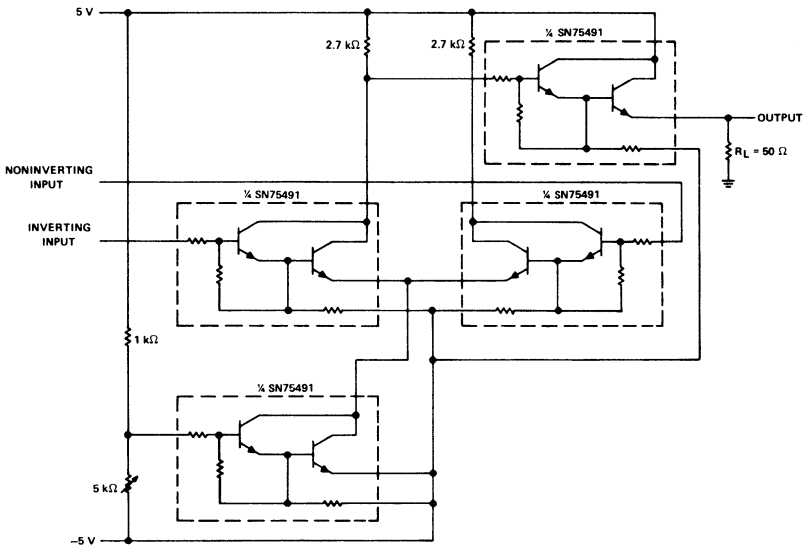 5 V
2.7 kΩ
2.7 kΩ
¼ SN75491
OUTPUT
R_L = 50 Ω
NONINVERTING
INPUT
¼ SN75491
¼ SN75491
INVERTING
INPUT
1 kΩ
¼ SN75491
5 kΩ
−5 V